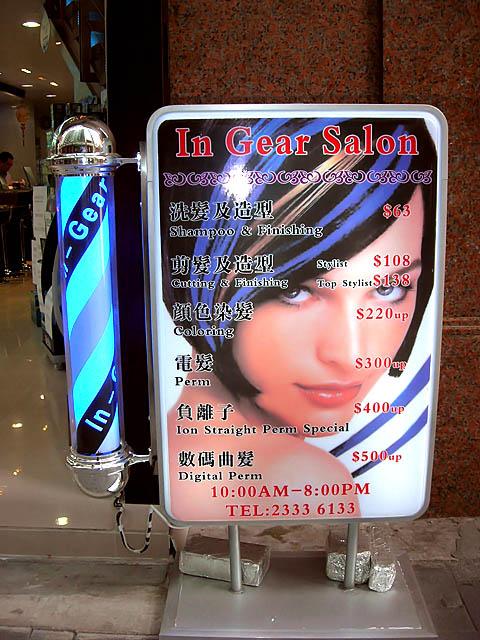 In Gear Salon
洗髮及造型 $63
Shampoo & Finishing
剪髮及造型 Stylist $108
Cutting & Finishing Top Stylist $138
顏色染髮 $220up
Coloring
電髮 $300up
Perm
負離子 $400up
Ion Straight Perm Special
數碼曲髮 $500up
Digital Perm
10:00AM-8:00PM
TEL:2333 6133
n-Gear
In-G